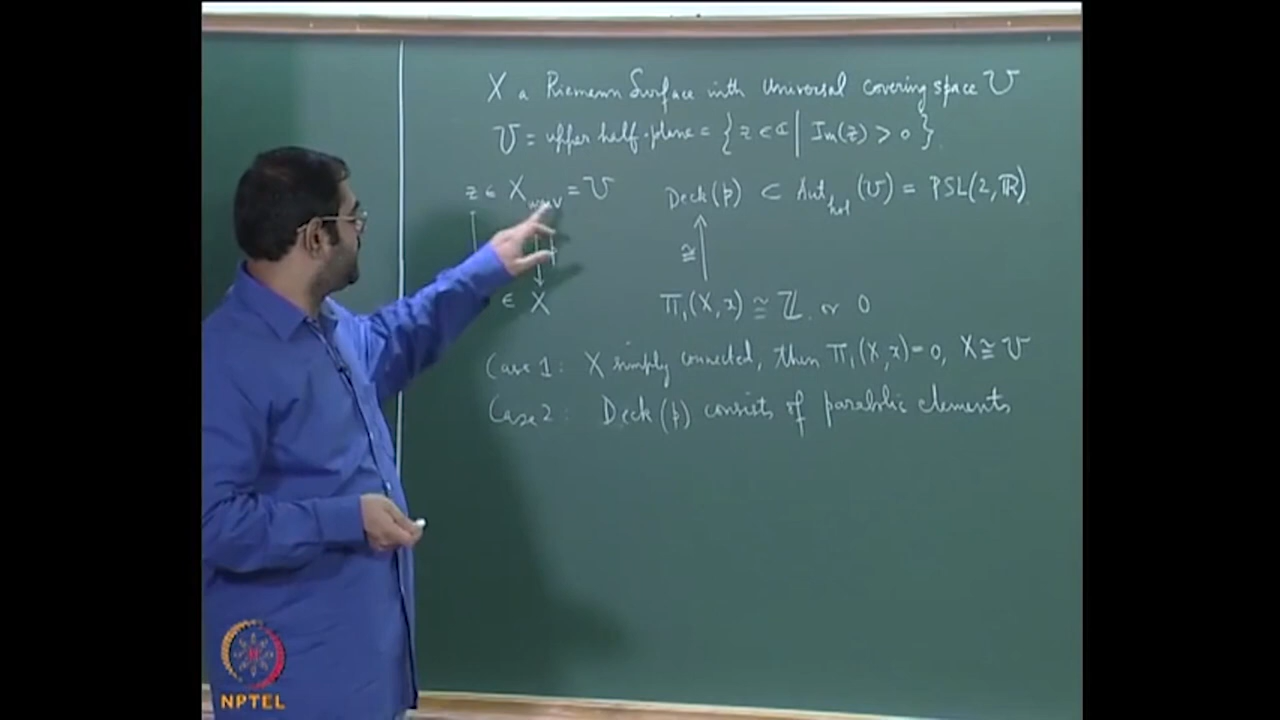 X a Riemann Surface with Universal covering space U
U = upper half-plane = { z ∈ ℂ | Im(z) > 0 }.
z ∈ X = U Deck(p) ⊂ Aut_hol(U) = PSL(2, ℝ).
≅
∈ X π₁(X, x) ≅ ℤ or 0
Case 1: X simply connected, then π₁(X, x) = 0, X ≅ U
Case 2: Deck(p) consists of parabolic elements
NPTEL